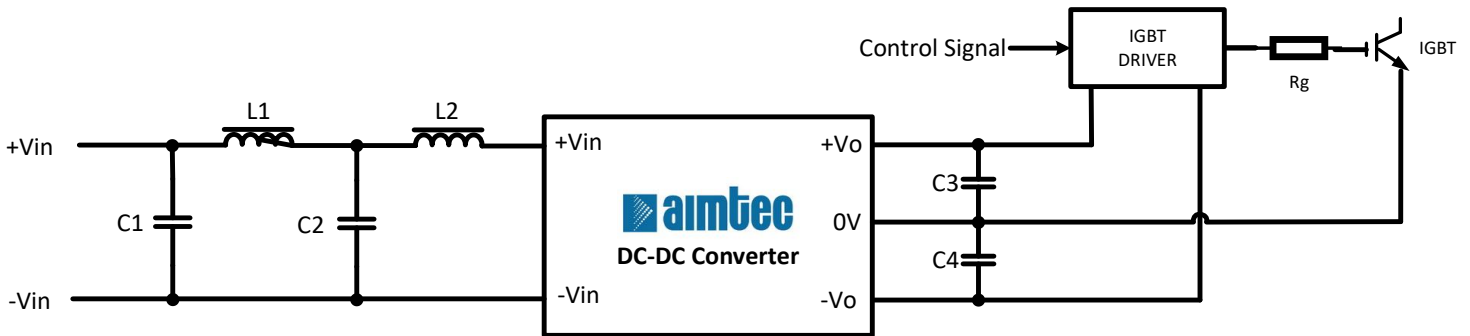 Control Signal
IGBT
DRIVER
IGBT
Rg
L1
L2
+Vin
+Vin
+Vo
C1
C2
C3
aimtec
0V
DC-DC Converter
C4
-Vin
-Vin
-Vo